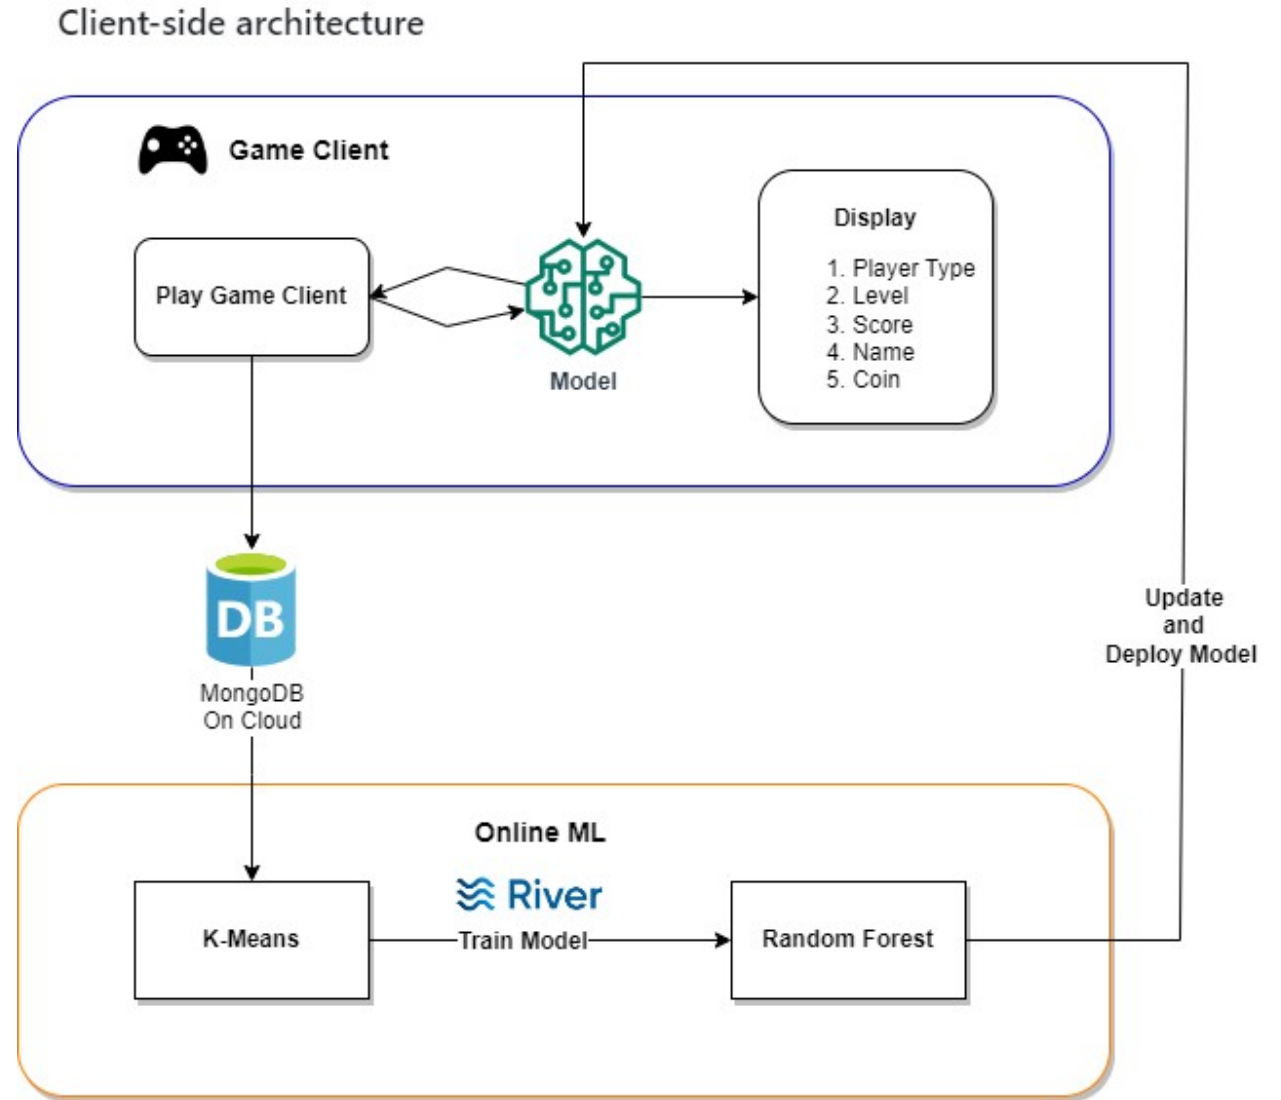 Client-side architecture
Game Client
Play Game Client
Model
Display
1. Player Type
2. Level
3. Score
4. Name
5. Coin
DB
MongoDB
On Cloud
Update
and
Deploy Model
Online ML
River
K-Means
Train Model
Random Forest